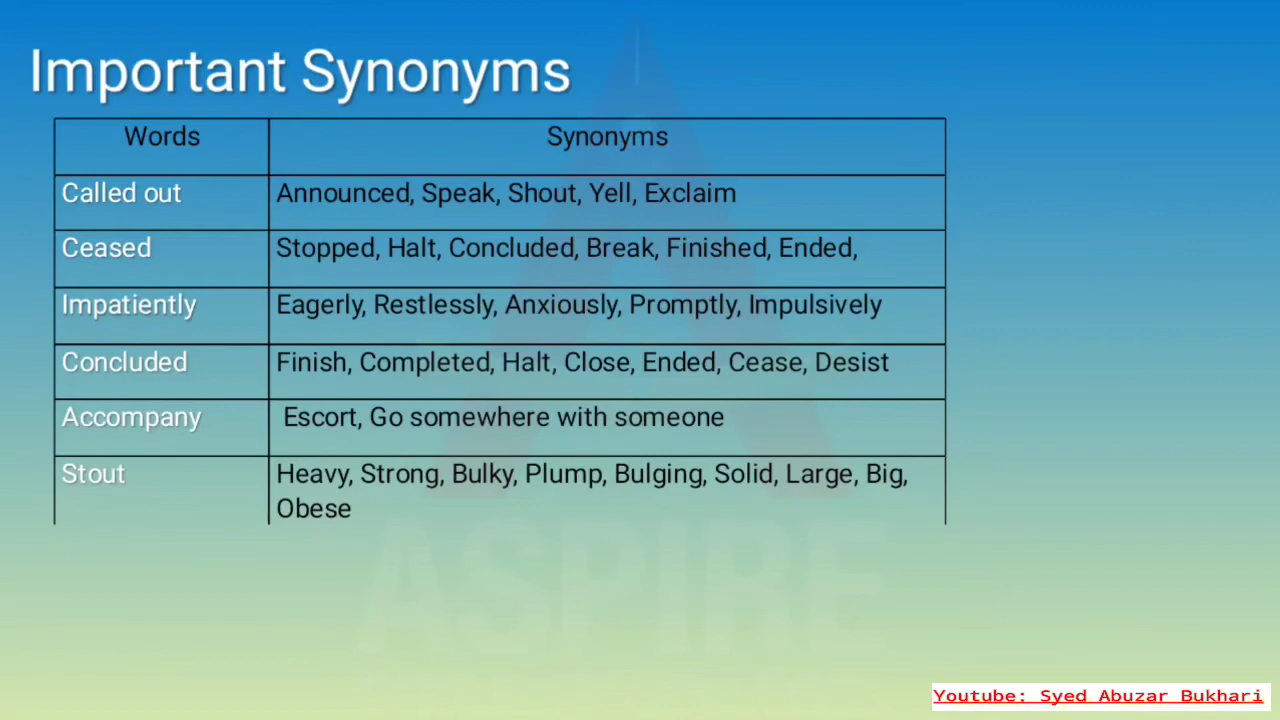 Important Synonyms
Words Synonyms
Called out Announced, Speak, Shout, Yell, Exclaim
Ceased Stopped, Halt, Concluded, Break, Finished, Ended,
Impatiently Eagerly, Restlessly, Anxiously, Promptly, Impulsively
Concluded Finish, Completed, Halt, Close, Ended, Cease, Desist
Accompany Escort, Go somewhere with someone
Stout Heavy, Strong, Bulky, Plump, Bulging, Solid, Large, Big,
Obese
ASPIRE
Youtube: Syed Abuzar Bukhari